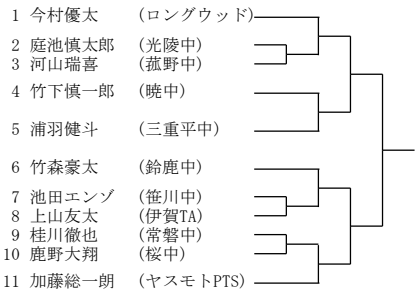 1 今村優太 (ロングウッド)
2 庭池慎太郎 (光陵中)
3 河山瑞喜 (菰野中)
4 竹下慎一郎 (暁中)
5 浦羽健斗 (三重平中)
6 竹森豪太 (鈴鹿中)
7 池田エンゾ (笹川中)
8 上山友太 (伊賀TA)
9 桂川徹也 (常磐中)
10 鹿野大翔 (桜中)
11 加藤総一朗 (ヤスモトPTS)